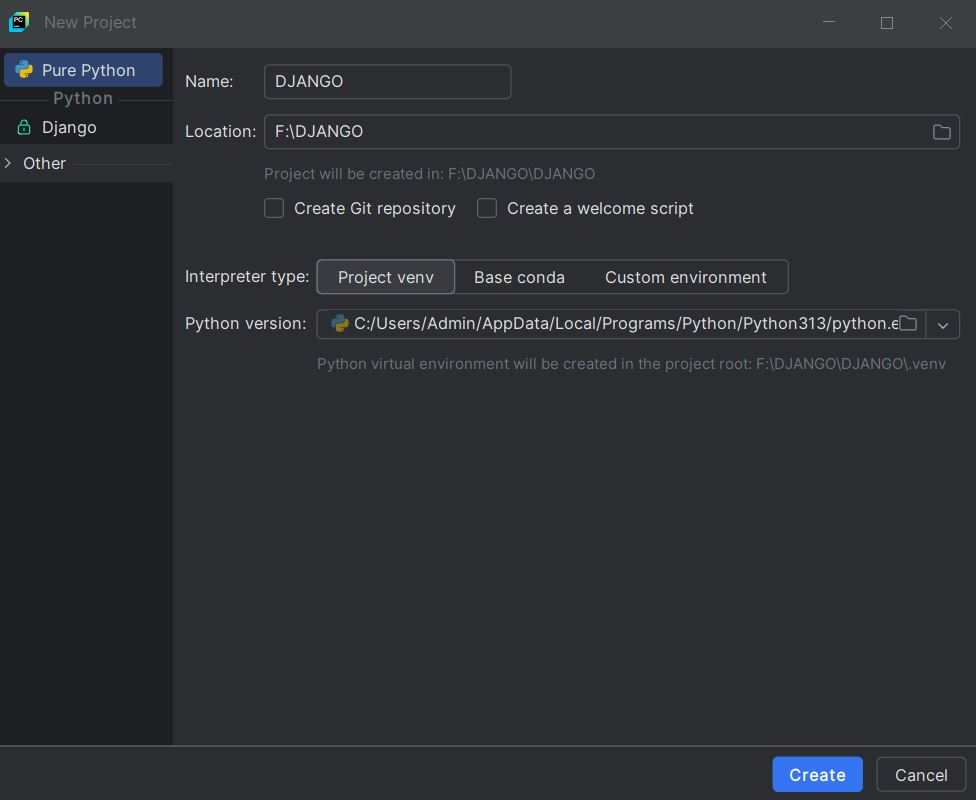 New Project
Pure Python
Python
Django
Other
Name: DJANGO
Location: F:\DJANGO
Project will be created in: F:\DJANGO\DJANGO
Create Git repository Create a welcome script
Interpreter type: Project venv Base conda Custom environment
Python version: C:/Users/Admin/AppData/Local/Programs/Python/Python313/python.e
Python virtual environment will be created in the project root: F:\DJANGO\DJANGO\.venv
Create Cancel